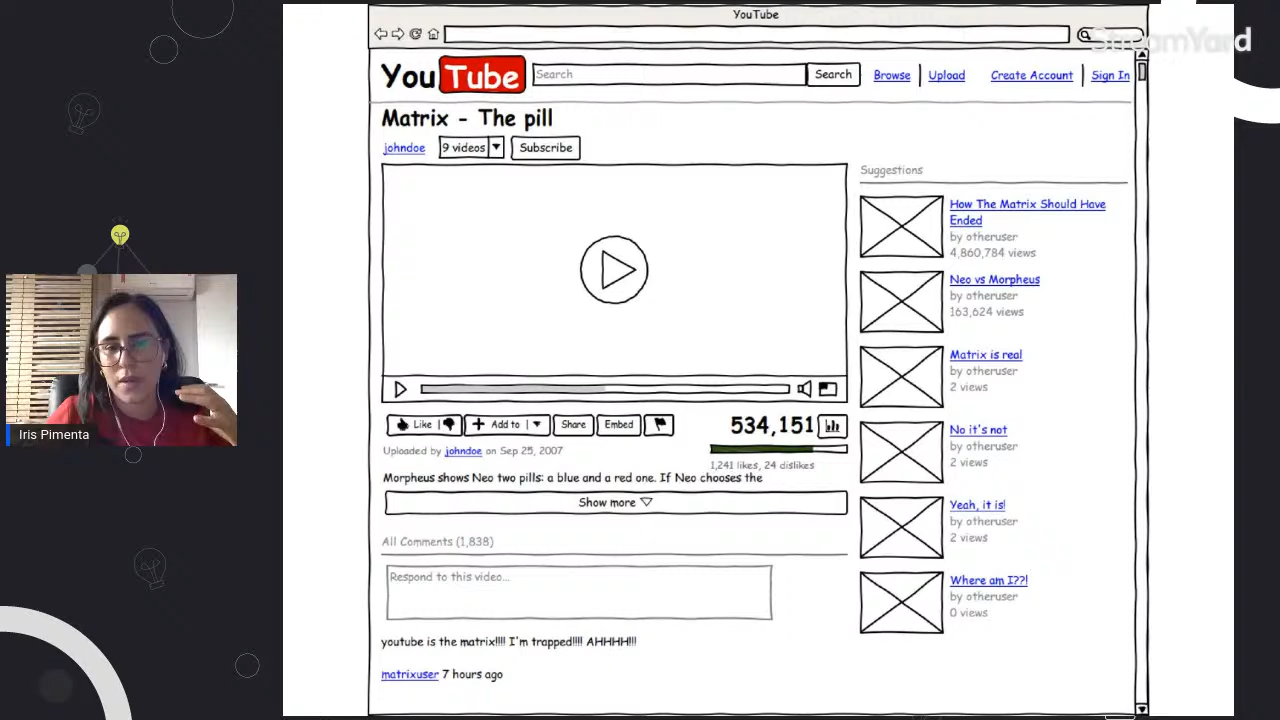 YouTube
StreamYard
YouTube
Search
Search
Browse
Upload
Create Account
Sign In
Matrix - The pill
johndoe
9 videos
Subscribe
Suggestions
How The Matrix Should Have
Ended
by otheruser
4,860,784 views
Neo vs Morpheus
by otheruser
163,624 views
Matrix is real
by otheruser
2 views
No it's not
by otheruser
2 views
Yeah, it is!
by otheruser
2 views
Where am I??!
by otheruser
0 views
Like
Add to
Share
Embed
534,151
Uploaded by johndoe on Sep 25, 2007
1,241 likes, 24 dislikes
Morpheus shows Neo two pills: a blue and a red one. If Neo chooses the
Show more
All Comments (1,838)
Respond to this video...
youtube is the matrix!!!! I'm trapped!!!! AHHHH!!!
matrixuser 7 hours ago
Iris Pimenta